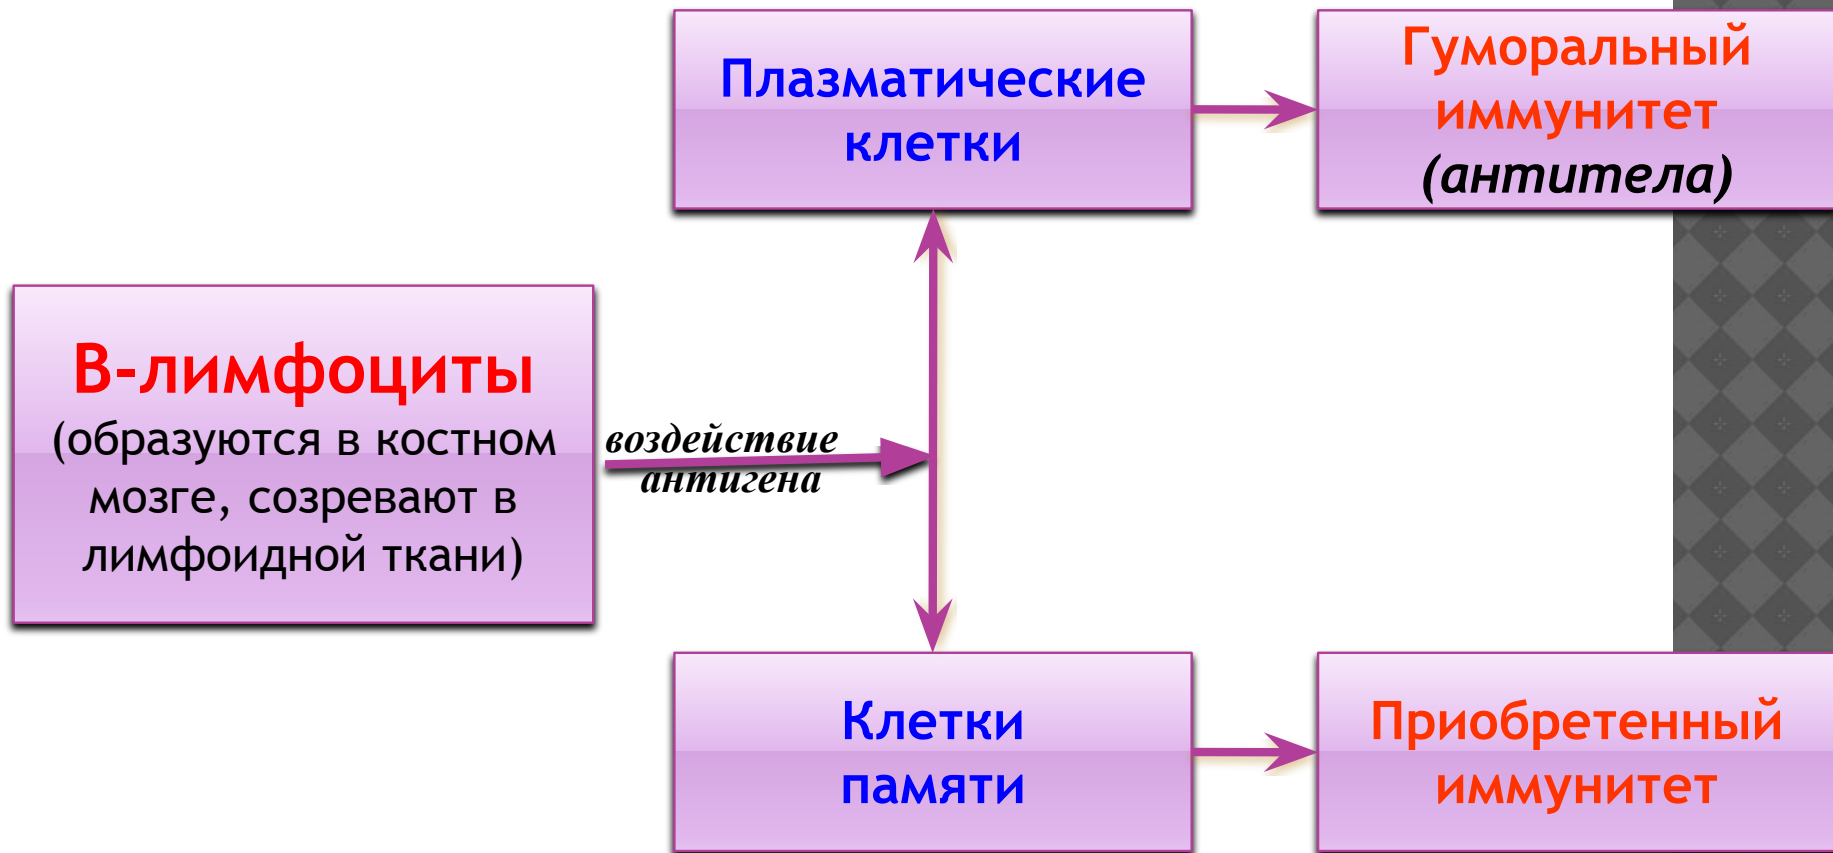 Плазматические
клетки
Гуморальный
иммунитет
(антитела)
В-лимфоциты
(образуются в костном
мозге, созревают в
лимфоидной ткани)
воздействие
антигена
Клетки
памяти
Приобретенный
иммунитет